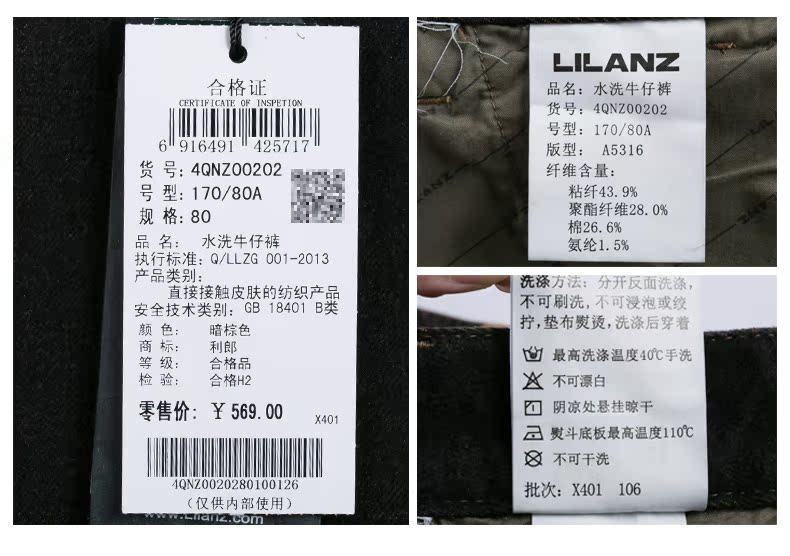 合格证
CERTIFICATE OF INSPETION
6 916491 425717
货 号: 4QNZ00202
号 型: 170/80A
规 格: 80
品 名: 水洗牛仔裤
执行标准: Q/LLZG 001-2013
产品类别:
直接接触皮肤的纺织产品
安全技术类别: GB 18401 B类
颜 色: 暗棕色
商 标: 利郎
等 级: 合格品
检 验: 合格H2
零售价: ￥569.00
X401
4QNZ0020280100126
(仅供内部使用)
www.Lilanz.com
LILANZ
品名: 水洗牛仔裤
货号: 4QNZ00202
号型: 170/80A
版型: A5316
纤维含量:
粘纤43.9%
聚酯纤维28.0%
棉26.6%
氨纶1.5%
洗涤方法: 分开反面洗涤,
不可刷洗, 不可浸泡或绞
拧, 垫布熨烫, 洗涤后穿着
最高洗涤温度40℃手洗
不可漂白
阴凉处悬挂晾干
熨斗底板最高温度110℃
不可干洗
批次: X401 106